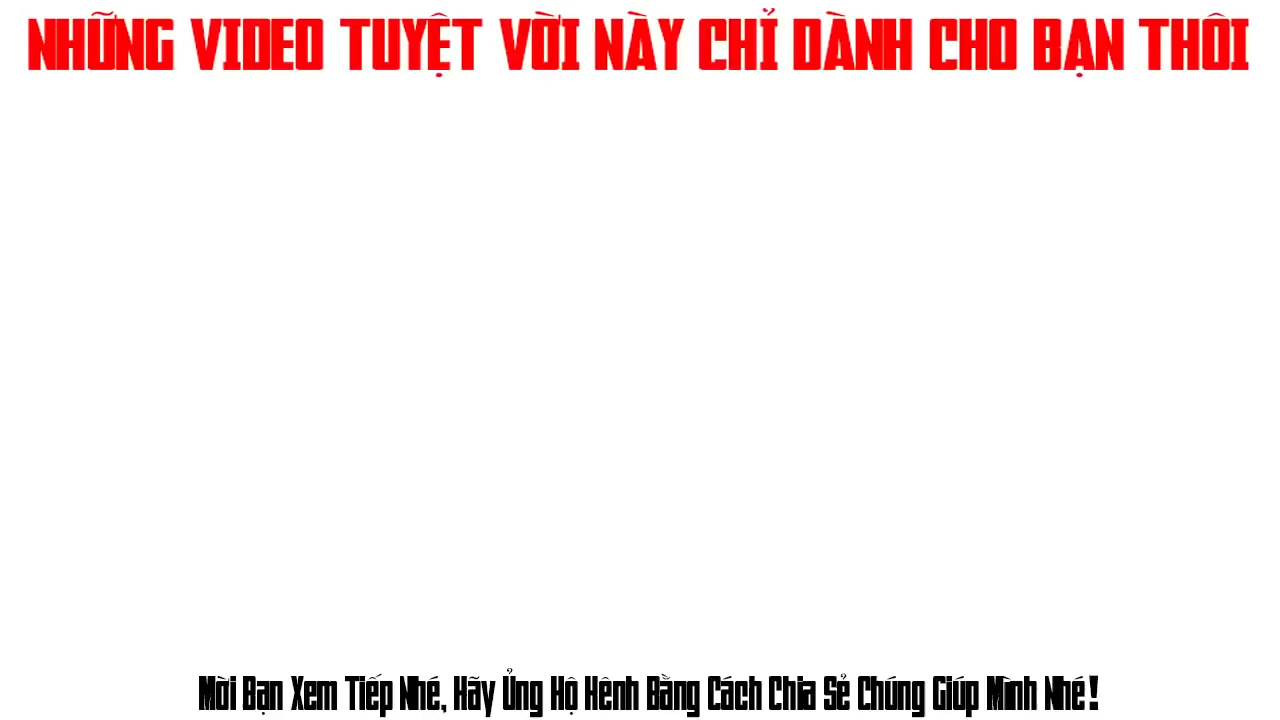 NHỮNG VIDEO TUYỆT VỜI NÀY CHỈ DÀNH CHO BẠN THÔI
Mời Bạn Xem Tiếp Nhé, Hãy Ủng Hộ Kênh Bằng Cách Chia Sẻ Chúng Giúp Mình Nhé!